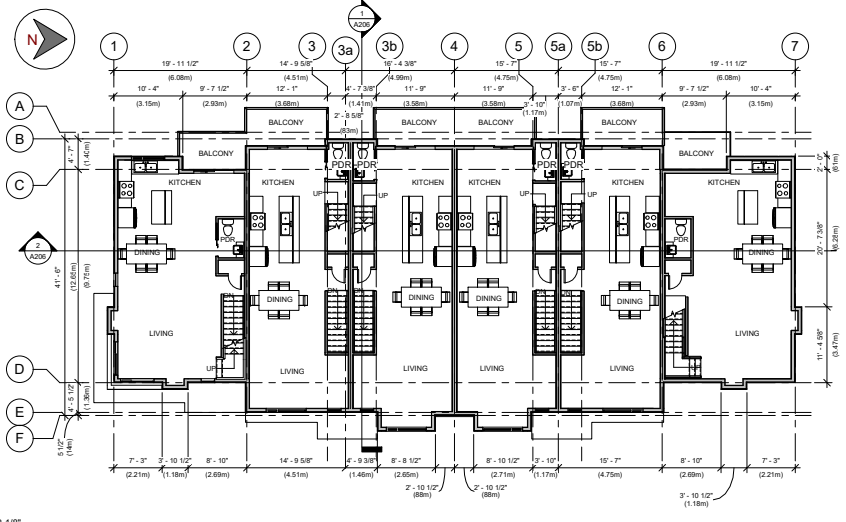 1
A206
N
1
2
3
3a
3b
4
5
5a
5b
6
7
19' - 11 1/2"
14' - 9 5/8"
16' - 4 3/8"
15' - 7"
15' - 7"
19' - 11 1/2"
(6.08m)
(4.51m)
(4.99m)
(4.75m)
(4.75m)
(6.08m)
10' - 4"
9' - 7 1/2"
12' - 1"
4' - 7 3/8"
11' - 9"
11' - 9"
3' - 10"
3' - 6"
12' - 1"
9' - 7 1/2"
10' - 4"
(3.15m)
(2.93m)
(3.68m)
(1.41m)
(3.58m)
(3.58m)
(1.17m)
(1.07m)
(3.68m)
(2.93m)
(3.15m)
2' - 8 5/8"
(83m)
A
B
C
D
E
F
BALCONY
BALCONY
BALCONY
BALCONY
BALCONY
BALCONY
4' - 7"
(1.40m)
2' - 0"
(61m)
PDR
PDR
PDR
PDR
KITCHEN
KITCHEN
KITCHEN
KITCHEN
KITCHEN
KITCHEN
UP
UP
UP
UP
PDR
PDR
2
A206
DINING
DINING
DINING
DINING
DINING
DINING
DN
DN
DN
DN
DN
41' - 6"
(12.65m)
(9.75m)
20' - 7 3/8"
(6.28m)
11' - 4 5/8"
(3.47m)
LIVING
LIVING
LIVING
LIVING
LIVING
LIVING
UP
UP
4' - 5 1/2"
(1.36m)
5 1/2"
(14m)
7' - 3"
3' - 10 1/2"
8' - 10"
14' - 9 5/8"
4' - 9 3/8"
8' - 8 1/2"
8' - 10 1/2"
3' - 10"
15' - 7"
8' - 10"
7' - 3"
(2.21m)
(1.18m)
(2.69m)
(4.51m)
(1.46m)
(2.65m)
(2.71m)
(1.17m)
(4.75m)
(2.69m)
(2.21m)
2' - 10 1/2"
(88m)
2' - 10 1/2"
(88m)
3' - 10 1/2"
(1.18m)